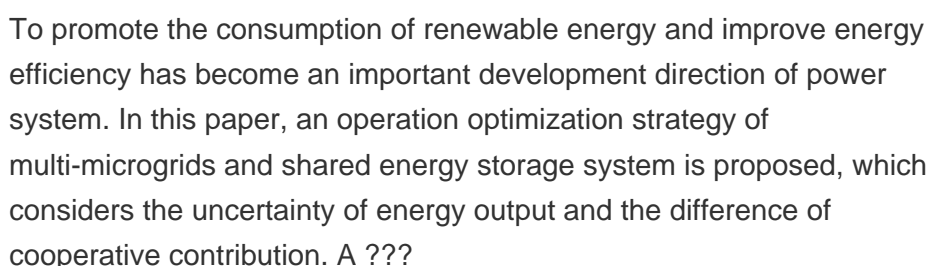 To promote the consumption of renewable energy and improve energy
efficiency has become an important development direction of power
system. In this paper, an operation optimization strategy of
multi-microgrids and shared energy storage system is proposed, which
considers the uncertainty of energy output and the difference of
cooperative contribution. A ???